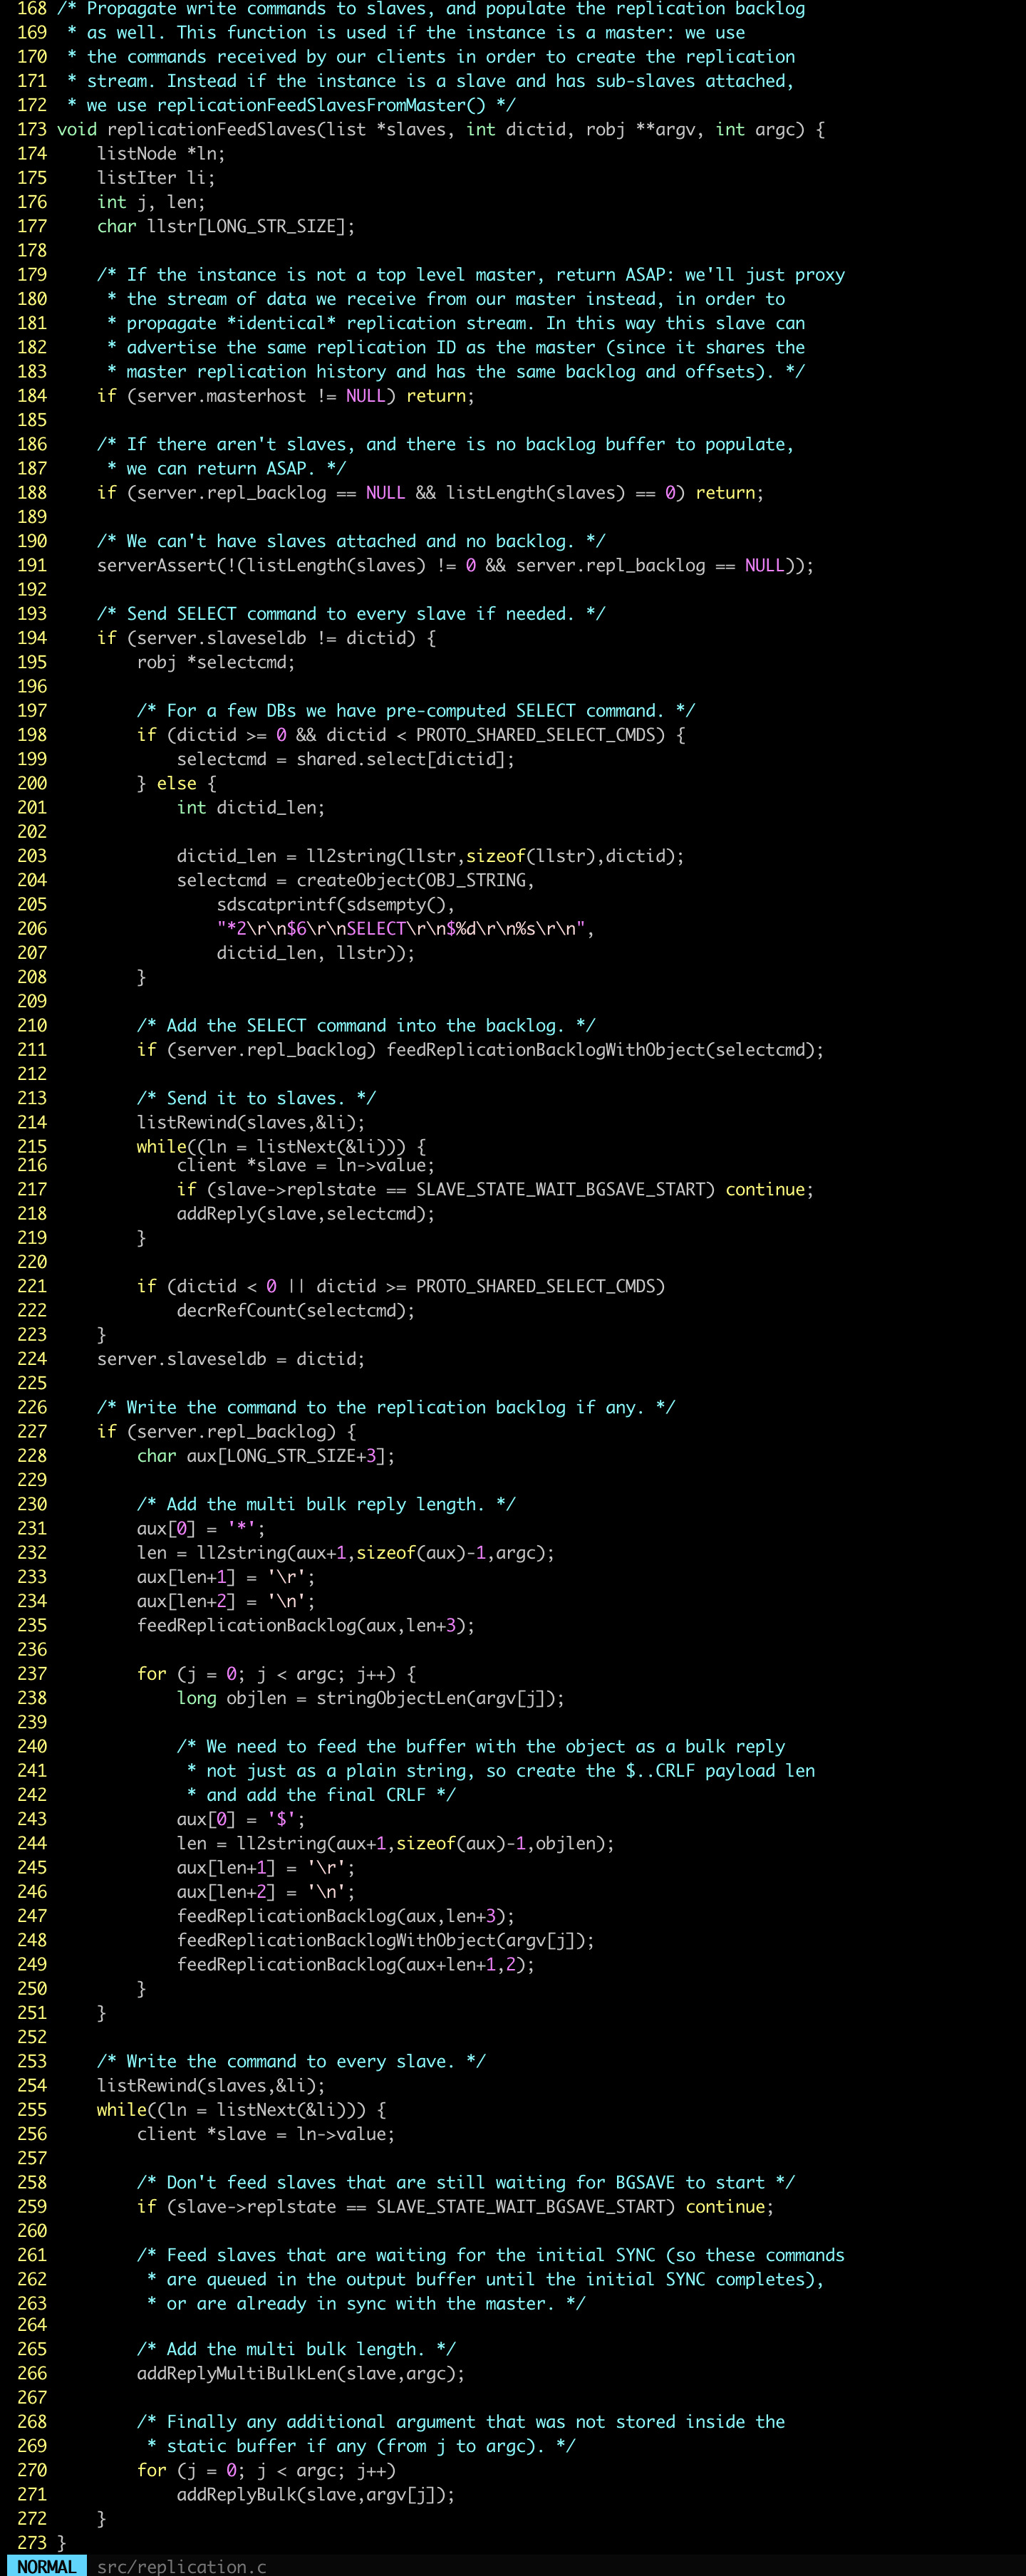 168 /* Propagate write commands to slaves, and populate the replication backlog
169  * as well. This function is used if the instance is a master: we use
170  * the commands received by our clients in order to create the replication
171  * stream. Instead if the instance is a slave and has sub-slaves attached,
172  * we use replicationFeedSlavesFromMaster() */
173 void replicationFeedSlaves(list *slaves, int dictid, robj **argv, int argc) {
174     listNode *ln;
175     listIter li;
176     int j, len;
177     char llstr[LONG_STR_SIZE];
178
179     /* If the instance is not a top level master, return ASAP: we'll just proxy
180      * the stream of data we receive from our master instead, in order to
181      * propagate *identical* replication stream. In this way this slave can
182      * advertise the same replication ID as the master (since it shares the
183      * master replication history and has the same backlog and offsets). */
184     if (server.masterhost != NULL) return;
185
186     /* If there aren't slaves, and there is no backlog buffer to populate,
187      * we can return ASAP. */
188     if (server.repl_backlog == NULL && listLength(slaves) == 0) return;
189
190     /* We can't have slaves attached and no backlog. */
191     serverAssert(!(listLength(slaves) != 0 && server.repl_backlog == NULL));
192
193     /* Send SELECT command to every slave if needed. */
194     if (server.slaveseldb != dictid) {
195         robj *selectcmd;
196
197         /* For a few DBs we have pre-computed SELECT command. */
198         if (dictid >= 0 && dictid < PROTO_SHARED_SELECT_CMDS) {
199             selectcmd = shared.select[dictid];
200         } else {
201             int dictid_len;
202
203             dictid_len = ll2string(llstr,sizeof(llstr),dictid);
204             selectcmd = createObject(OBJ_STRING,
205                 sdscatprintf(sdsempty(),
206                 "*2\r\n$6\r\nSELECT\r\n$%d\r\n%s\r\n",
207                 dictid_len, llstr));
208         }
209
210         /* Add the SELECT command into the backlog. */
211         if (server.repl_backlog) feedReplicationBacklogWithObject(selectcmd);
212
213         /* Send it to slaves. */
214         listRewind(slaves,&li);
215         while((ln = listNext(&li))) {
216             client *slave = ln->value;
217             if (slave->replstate == SLAVE_STATE_WAIT_BGSAVE_START) continue;
218             addReply(slave,selectcmd);
219         }
220
221         if (dictid < 0 || dictid >= PROTO_SHARED_SELECT_CMDS)
222             decrRefCount(selectcmd);
223     }
224     server.slaveseldb = dictid;
225
226     /* Write the command to the replication backlog if any. */
227     if (server.repl_backlog) {
228         char aux[LONG_STR_SIZE+3];
229
230         /* Add the multi bulk reply length. */
231         aux[0] = '*';
232         len = ll2string(aux+1,sizeof(aux)-1,argc);
233         aux[len+1] = '\r';
234         aux[len+2] = '\n';
235         feedReplicationBacklog(aux,len+3);
236
237         for (j = 0; j < argc; j++) {
238             long objlen = stringObjectLen(argv[j]);
239
240             /* We need to feed the buffer with the object as a bulk reply
241              * not just as a plain string, so create the $..CRLF payload len
242              * and add the final CRLF */
243             aux[0] = '$';
244             len = ll2string(aux+1,sizeof(aux)-1,objlen);
245             aux[len+1] = '\r';
246             aux[len+2] = '\n';
247             feedReplicationBacklog(aux,len+3);
248             feedReplicationBacklogWithObject(argv[j]);
249             feedReplicationBacklog(aux+len+1,2);
250         }
251     }
252
253     /* Write the command to every slave. */
254     listRewind(slaves,&li);
255     while((ln = listNext(&li))) {
256         client *slave = ln->value;
257
258         /* Don't feed slaves that are still waiting for BGSAVE to start */
259         if (slave->replstate == SLAVE_STATE_WAIT_BGSAVE_START) continue;
260
261         /* Feed slaves that are waiting for the initial SYNC (so these commands
262          * are queued in the output buffer until the initial SYNC completes),
263          * or are already in sync with the master. */
264
265         /* Add the multi bulk length. */
266         addReplyMultiBulkLen(slave,argc);
267
268         /* Finally any additional argument that was not stored inside the
269          * static buffer if any (from j to argc). */
270         for (j = 0; j < argc; j++)
271             addReplyBulk(slave,argv[j]);
272     }
273 }
NORMAL src/replication.c